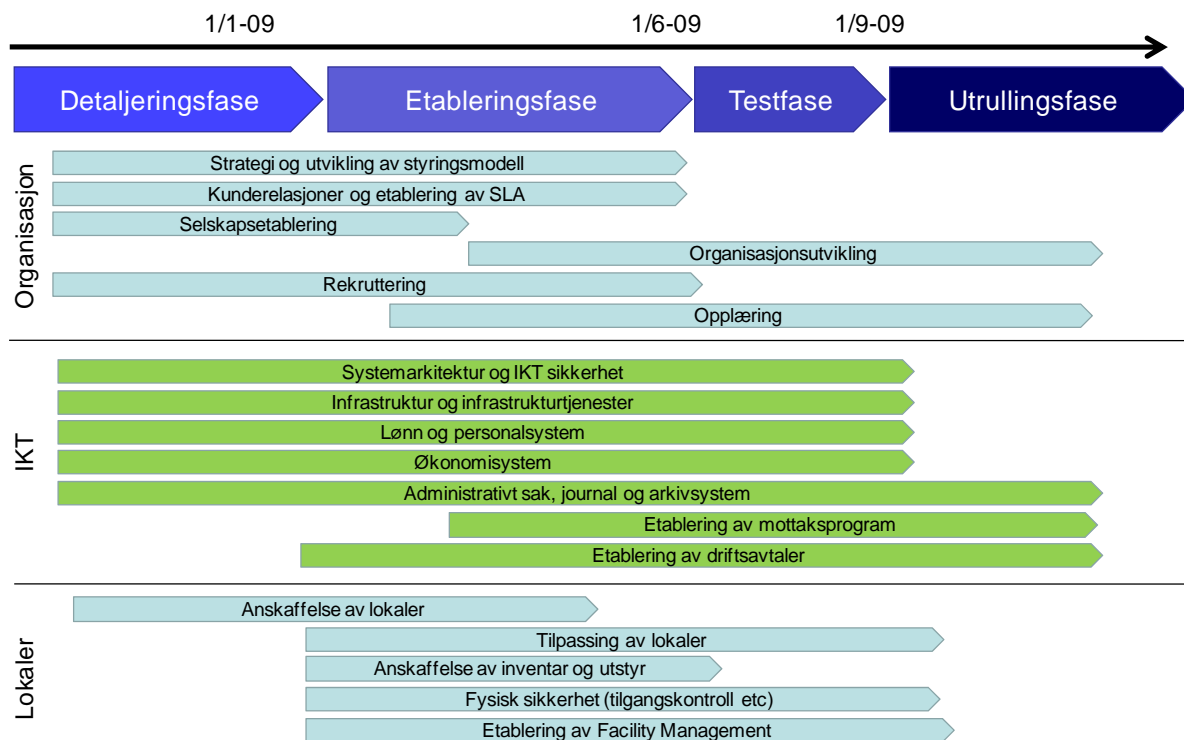 1/1-09
1/6-09
1/9-09
Detaljeringsfase
Etableringsfase
Testfase
Utrullingsfase
Organisasjon
Strategi og utvikling av styringsmodell
Kunderelasjoner og etablering av SLA
Selskapsetablering
Organisasjonsutvikling
Rekruttering
Opplæring
IKT
Systemarkitektur og IKT sikkerhet
Infrastruktur og infrastrukturtjenester
Lønn og personalsystem
Økonomisystem
Administrativt sak, journal og arkivsystem
Etablering av mottaksprogram
Etablering av driftsavtaler
Lokaler
Anskaffelse av lokaler
Tilpassing av lokaler
Anskaffelse av inventar og utstyr
Fysisk sikkerhet (tilgangskontroll etc)
Etablering av Facility Management